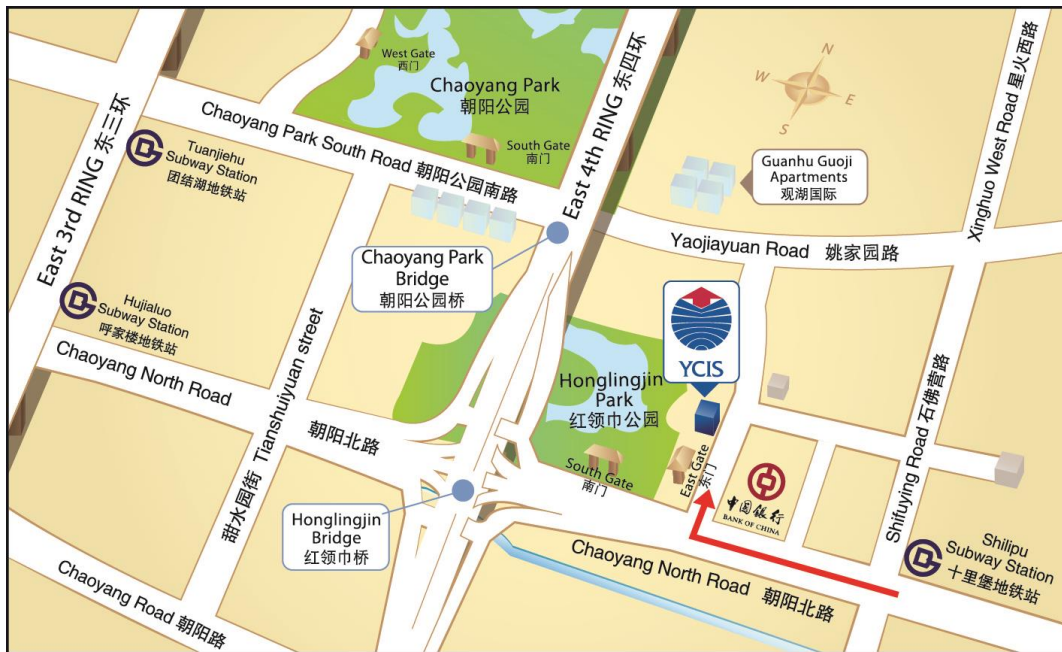 West Gate
西门
Chaoyang Park
朝阳公园
South Gate
南门
East 3rd RING 东三环
East 4th RING 东四环
Chaoyang Park South Road 朝阳公园南路
Tuanjiehu
Subway Station
团结湖地铁站
N
W
E
S
Guanhu Guoji
Apartments
观湖国际
Xinghuo West Road 星火西路
Yaojiayuan Road 姚家园路
Chaoyang Park
Bridge
朝阳公园桥
Hujialuo
Subway Station
呼家楼地铁站
YCIS
Honglingjin
Park
红领巾公园
South Gate
南门
East Gate
东门
Chaoyang North Road
朝阳北路
甜水园街 Tianshuiyuan street
Shifuying Road 石佛营路
中国银行
BANK OF CHINA
Honglingjin
Bridge
红领巾桥
Shilipu
Subway Station
十里堡地铁站
Chaoyang North Road 朝阳北路
Chaoyang Road 朝阳路